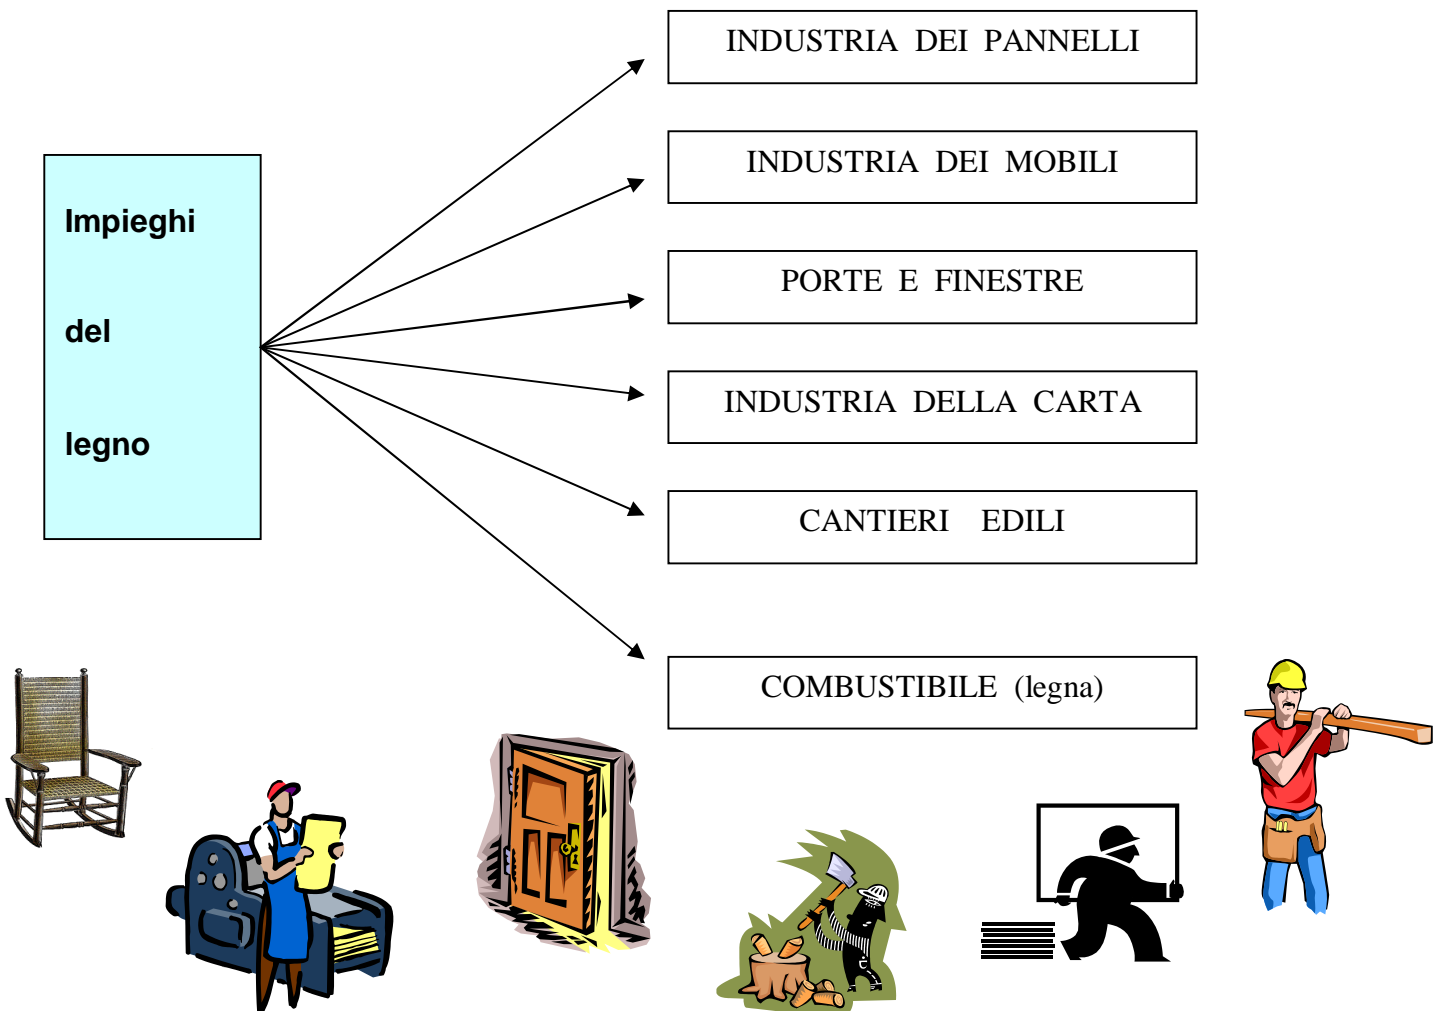 Impieghi
del
legno
INDUSTRIA DEI PANNELLI
INDUSTRIA DEI MOBILI
PORTE E FINESTRE
INDUSTRIA DELLA CARTA
CANTIERI EDILI
COMBUSTIBILE (legna)